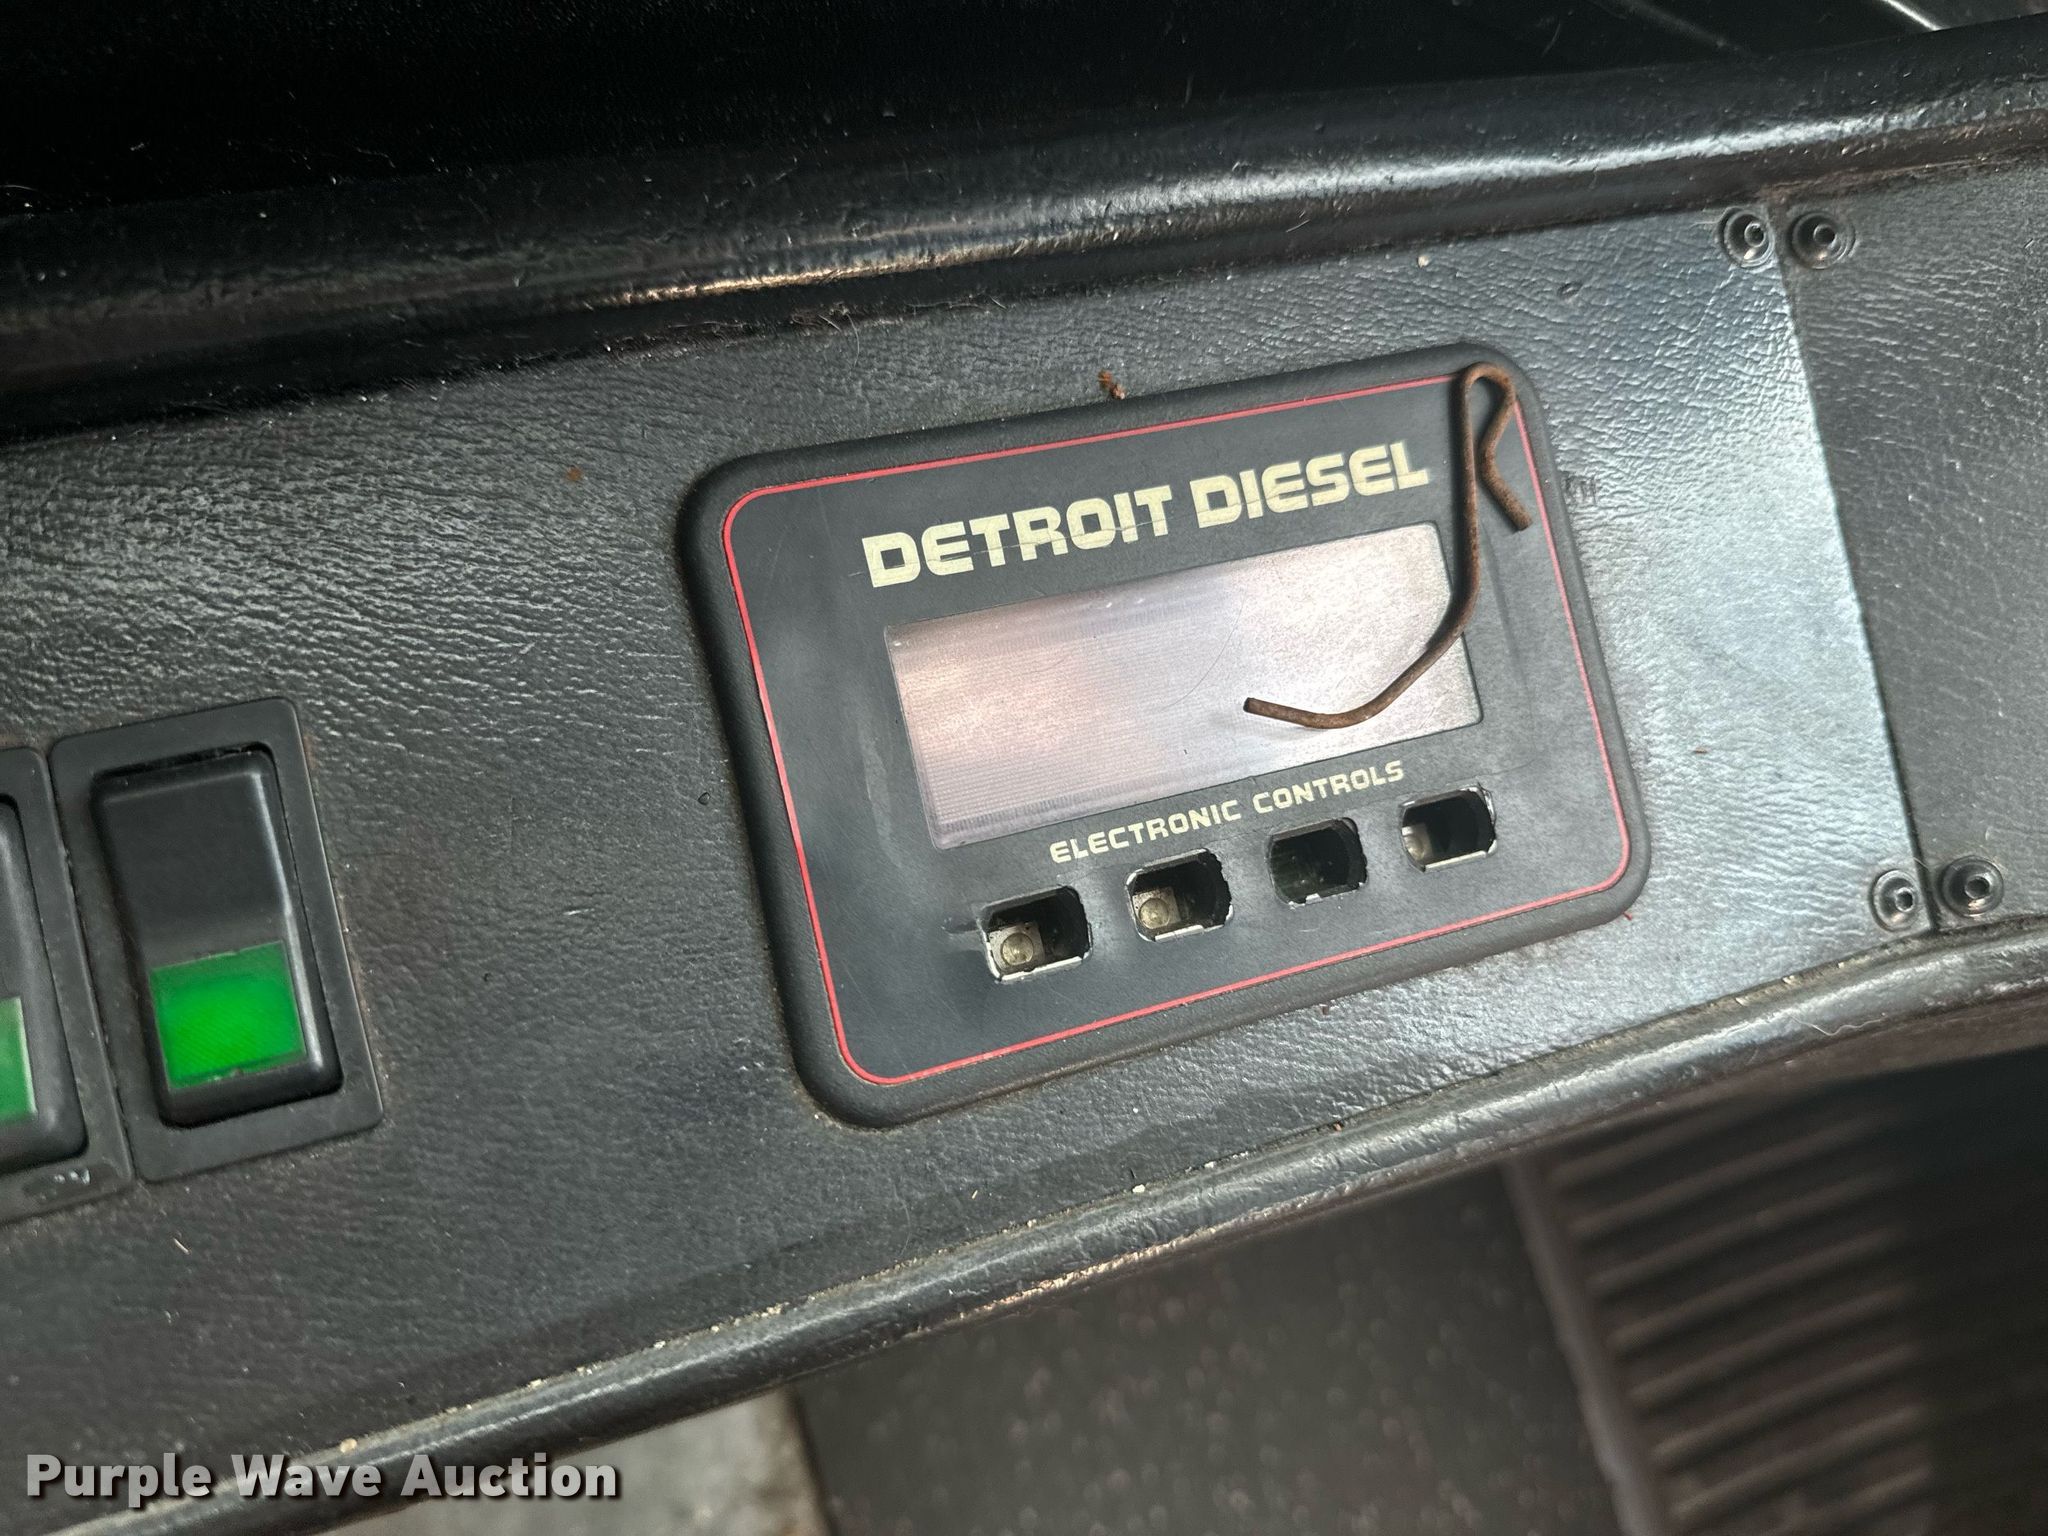 DETROIT DIESEL
ELECTRONIC CONTROLS
Purple Wave Auction